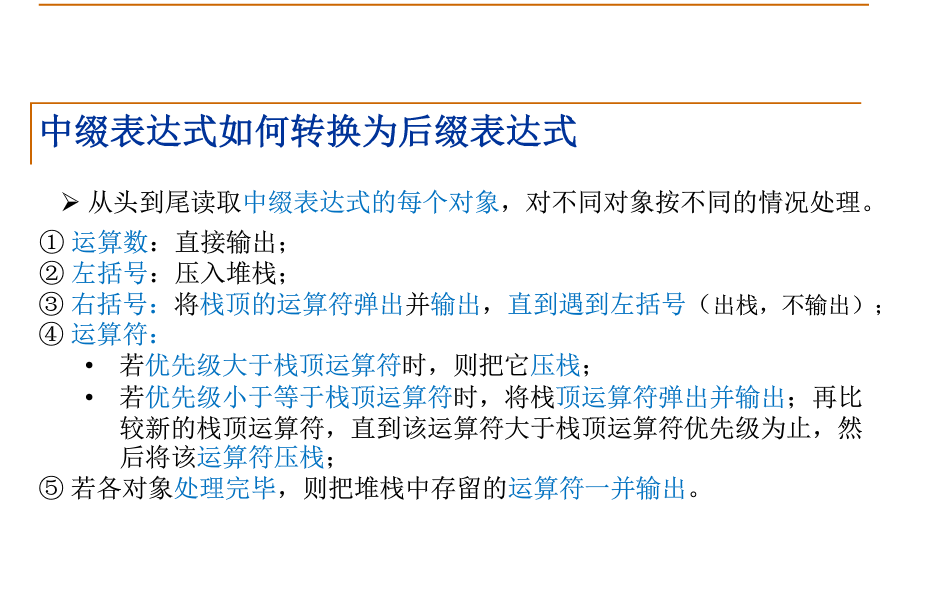 中缀表达式如何转换为后缀表达式
➢ 从头到尾读取中缀表达式的每个对象，对不同对象按不同的情况处理。
① 运算数：直接输出；
② 左括号：压入堆栈；
③ 右括号：将栈顶的运算符弹出并输出，直到遇到左括号（出栈，不输出）；
④ 运算符：
• 若优先级大于栈顶运算符时，则把它压栈；
• 若优先级小于等于栈顶运算符时，将栈顶运算符弹出并输出；再比
较新的栈顶运算符，直到该运算符大于栈顶运算符优先级为止，然
后将该运算符压栈；
⑤ 若各对象处理完毕，则把堆栈中存留的运算符一并输出。